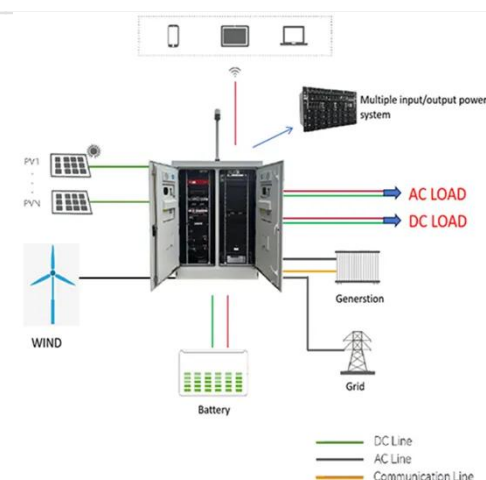 Multiple input/output power
system
PV1
PVN
AC LOAD
DC LOAD
WIND
Generstion
Grid
Battery
DC Line
AC Line
Communication Line